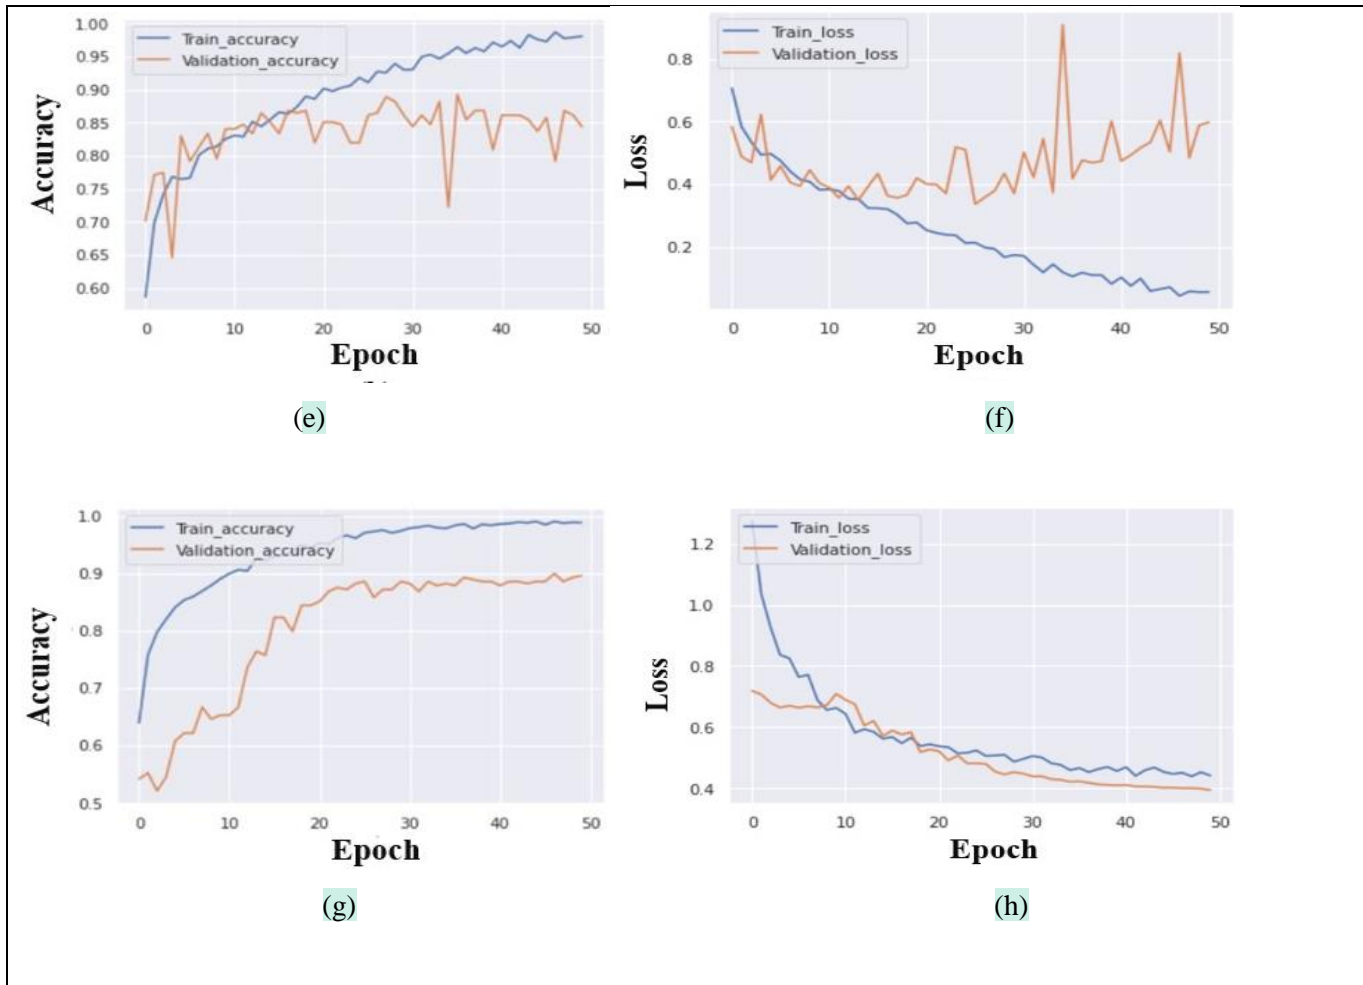 1.00
0.95
0.90
0.85
0.80
0.75
0.70
0.65
0.60
Accuracy
Train_accuracy
Validation_accuracy
0 10 20 30 40 50
Epoch
(e)
0.8
0.6
0.4
0.2
Loss
Train_loss
Validation_loss
0 10 20 30 40 50
Epoch
(f)
1.0
0.9
0.8
0.7
0.6
0.5
Accuracy
Train_accuracy
Validation_accuracy
0 10 20 30 40 50
Epoch
(g)
1.2
1.0
0.8
0.6
0.4
Loss
Train_loss
Validation_loss
0 10 20 30 40 50
Epoch
(h)